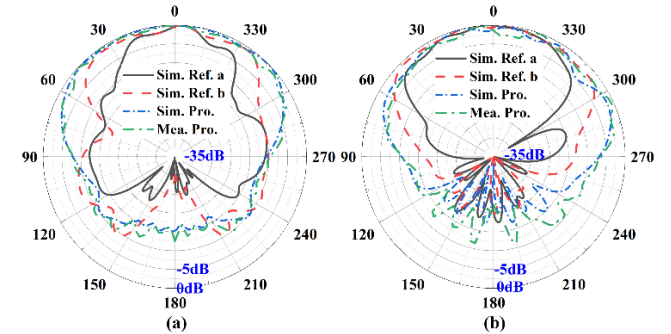 0
30
330
60
300
90
270
120
240
150
210
180
Sim. Ref. a
Sim. Ref. b
Sim. Pro.
Mea. Pro.
-35dB
-5dB
0dB
(a)
0
30
330
60
300
90
270
120
240
150
210
180
Sim. Ref. a
Sim. Ref. b
Sim. Pro.
Mea. Pro.
-35dB
-5dB
0dB
(b)